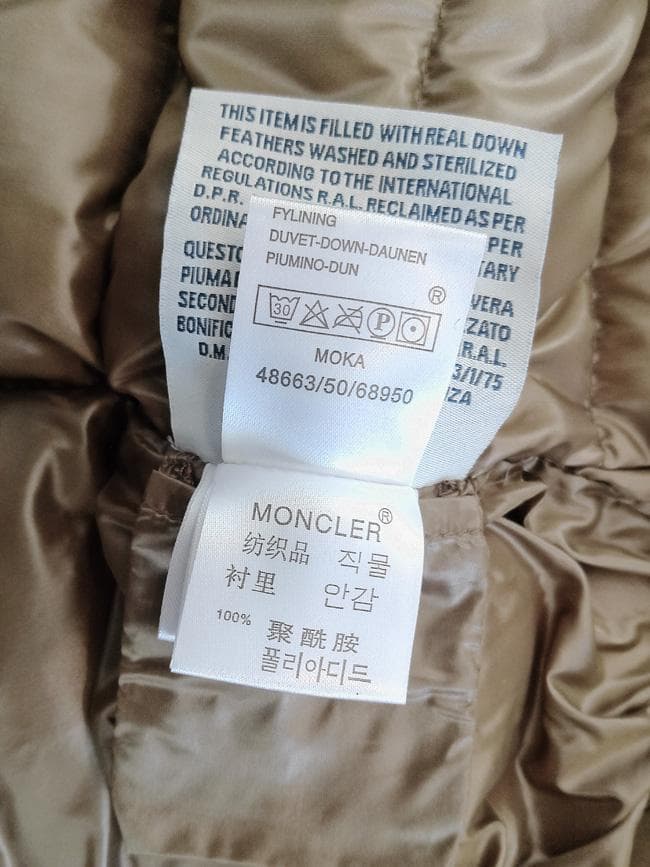 THIS ITEM IS FILLED WITH REAL DOWN
FEATHERS WASHED AND STERILIZED
ACCORDING TO THE INTERNATIONAL
REGULATIONS R.A.L. RECLAIMED AS PER
D.P.R.
PER
ORDINA
TARY
QUESTO
VERA
PIUMA
ZATO
SECOND
R.A.L.
BONIFIC
3/1/75
D.M.
ZA
FYLINING
DUVET-DOWN-DAUNEN
PIUMINO-DUN
®
30 P
MOKA
48663/50/68950
MONCLER®
纺织品 직물
衬里 안감
100% 聚酰胺
폴리아디드